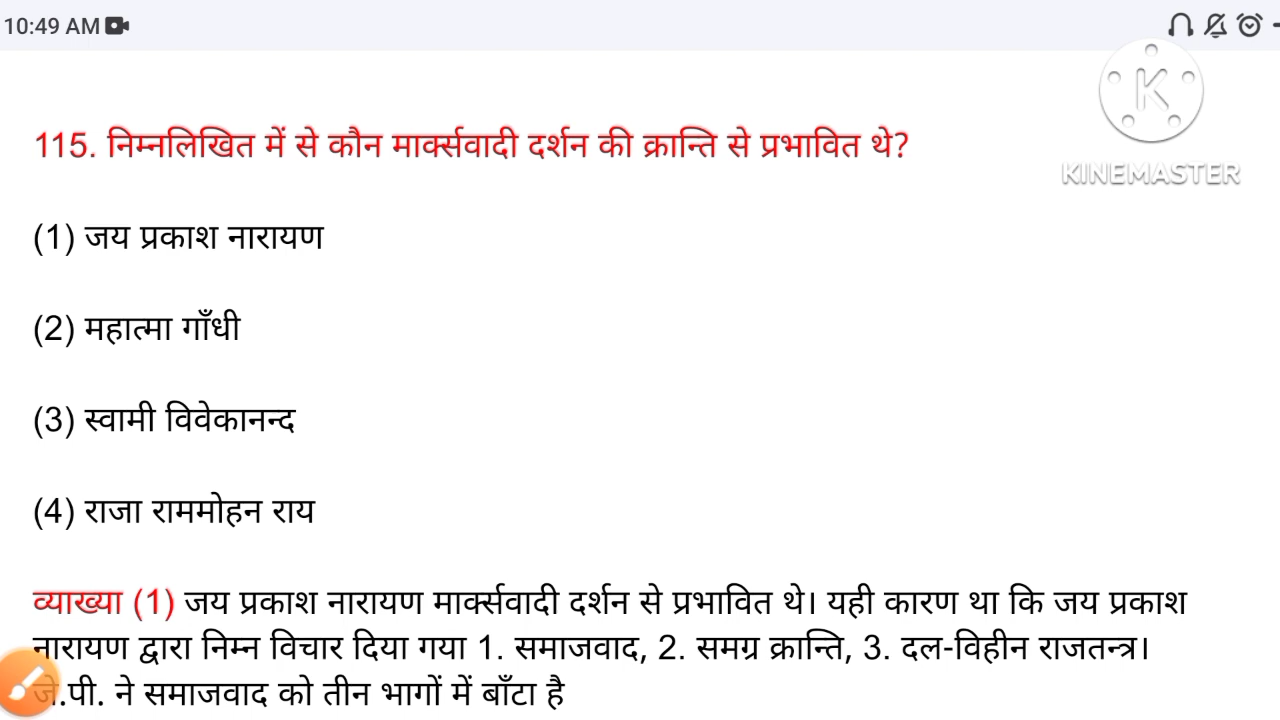 10:49 AM
KINEMASTER
115. निम्नलिखित में से कौन मार्क्सवादी दर्शन की क्रान्ति से प्रभावित थे?
(1) जय प्रकाश नारायण
(2) महात्मा गाँधी
(3) स्वामी विवेकानन्द
(4) राजा राममोहन राय
व्याख्या (1) जय प्रकाश नारायण मार्क्सवादी दर्शन से प्रभावित थे। यही कारण था कि जय प्रकाश
नारायण द्वारा निम्न विचार दिया गया 1. समाजवाद, 2. समग्र क्रान्ति, 3. दल-विहीन राजतन्त्र।
जे.पी. ने समाजवाद को तीन भागों में बाँटा है